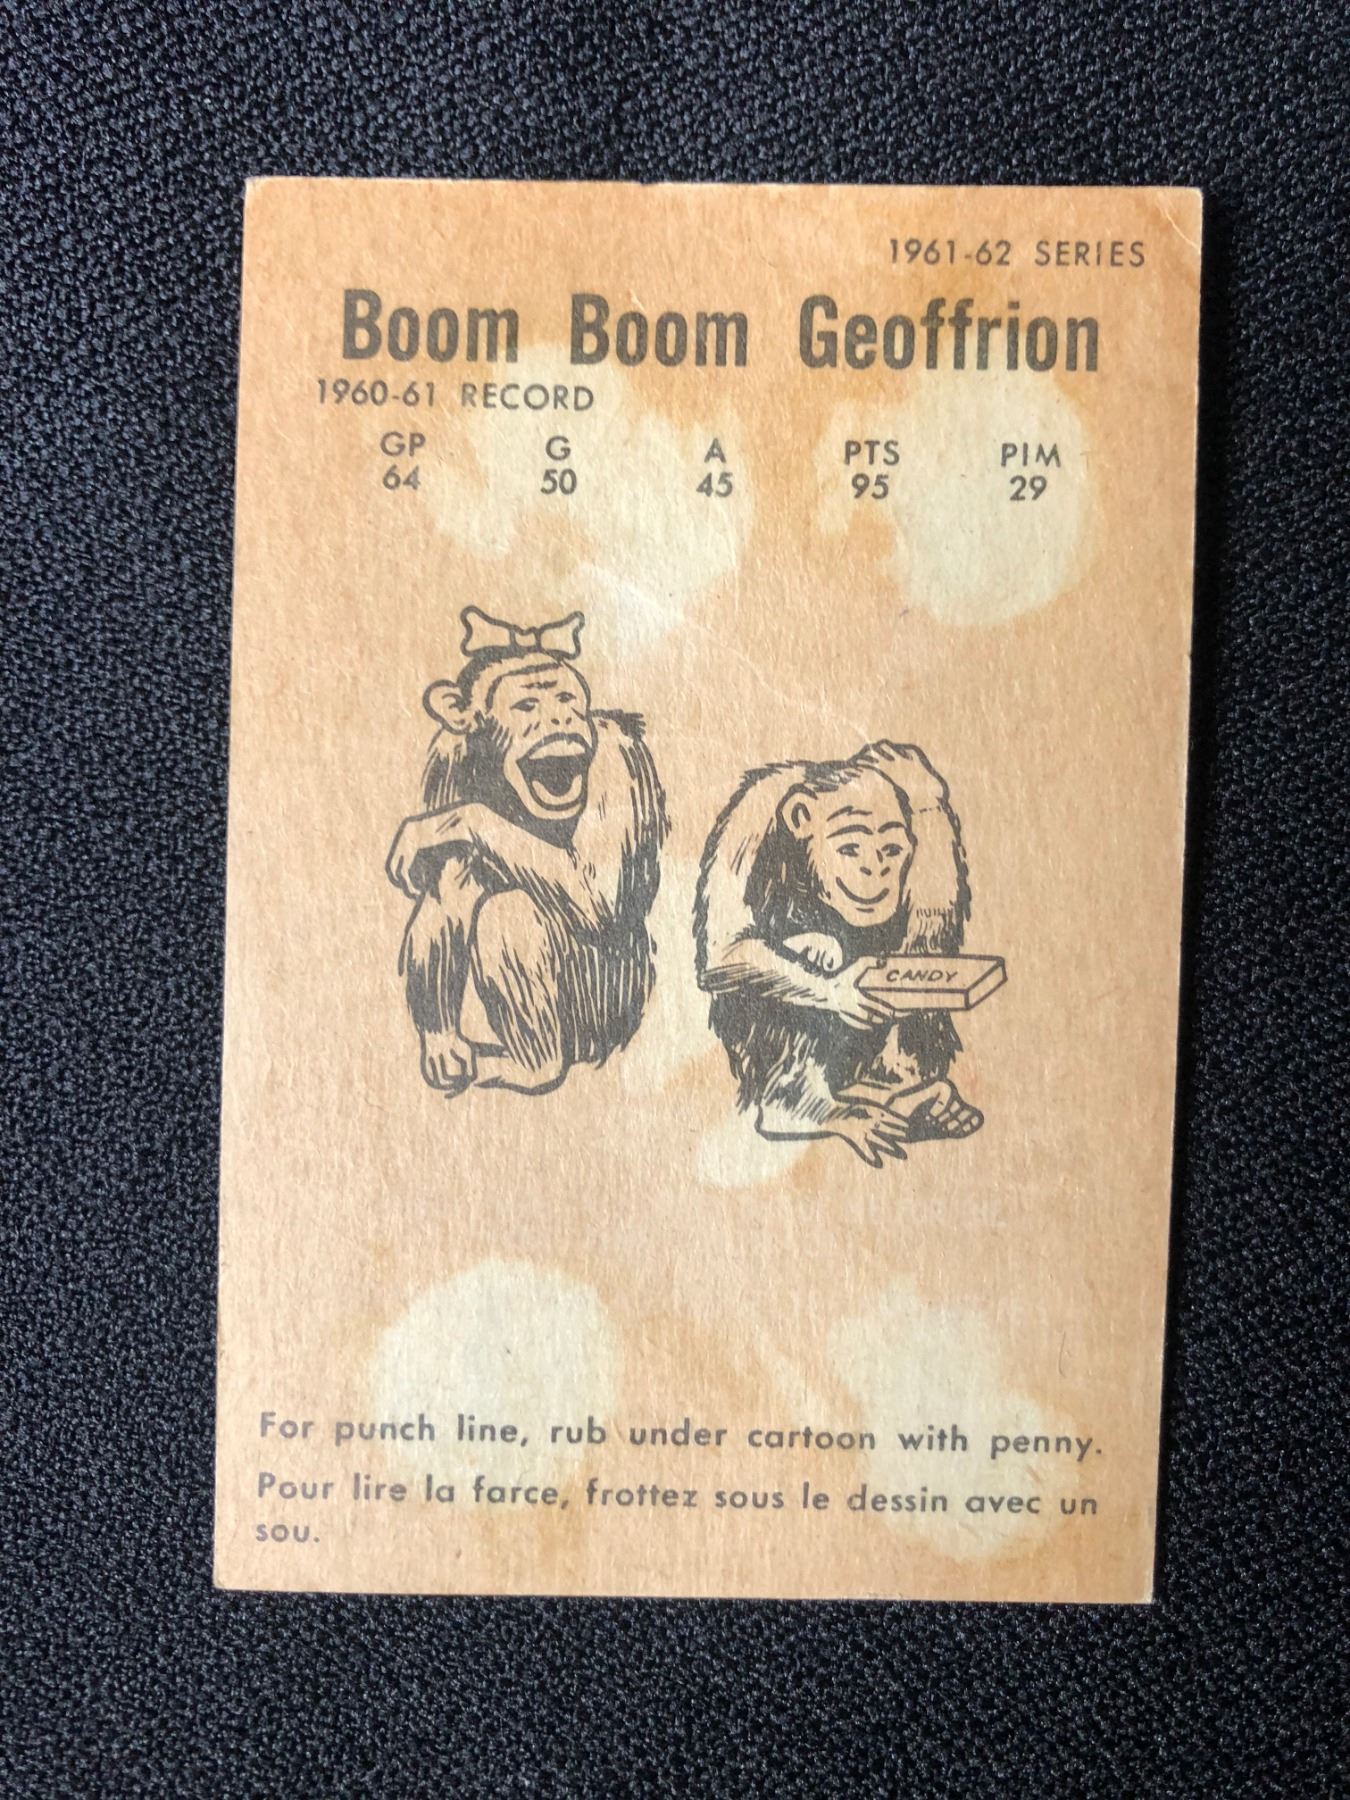 1961-62 SERIES
Boom Boom Geoffrion
1960-61 RECORD
GP G A PTS PIM
64 50 45 95 29
CANDY
For punch line, rub under cartoon with penny.
Pour lire la farce, frottez sous le dessin avec un
sou.